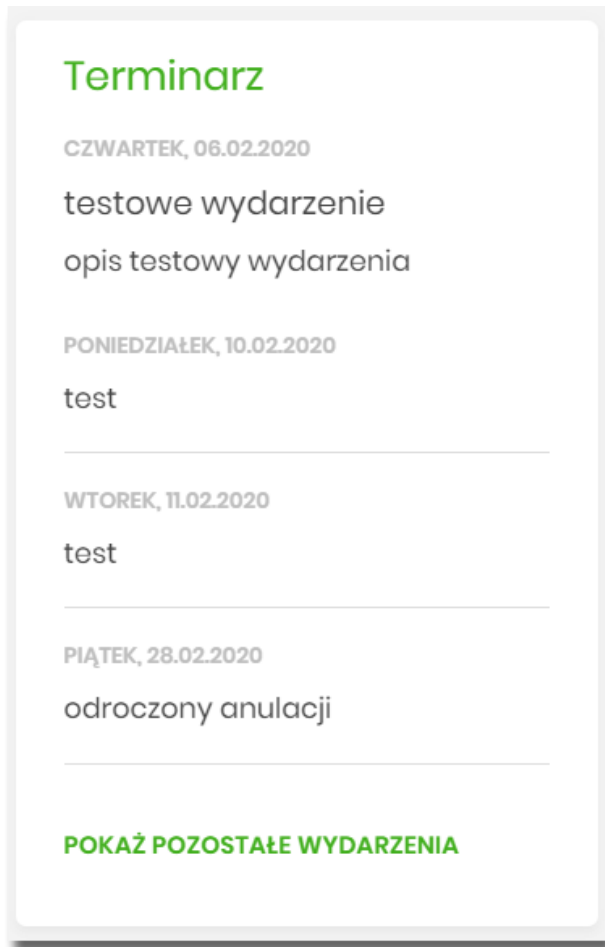 Terminarz
CZWARTEK, 06.02.2020
testowe wydarzenie
opis testowy wydarzenia
PONIEDZIAŁEK, 10.02.2020
test
WTOREK, 11.02.2020
test
PIĄTEK, 28.02.2020
odroczony anulacji
POKAŻ POZOSTAŁE WYDARZENIA